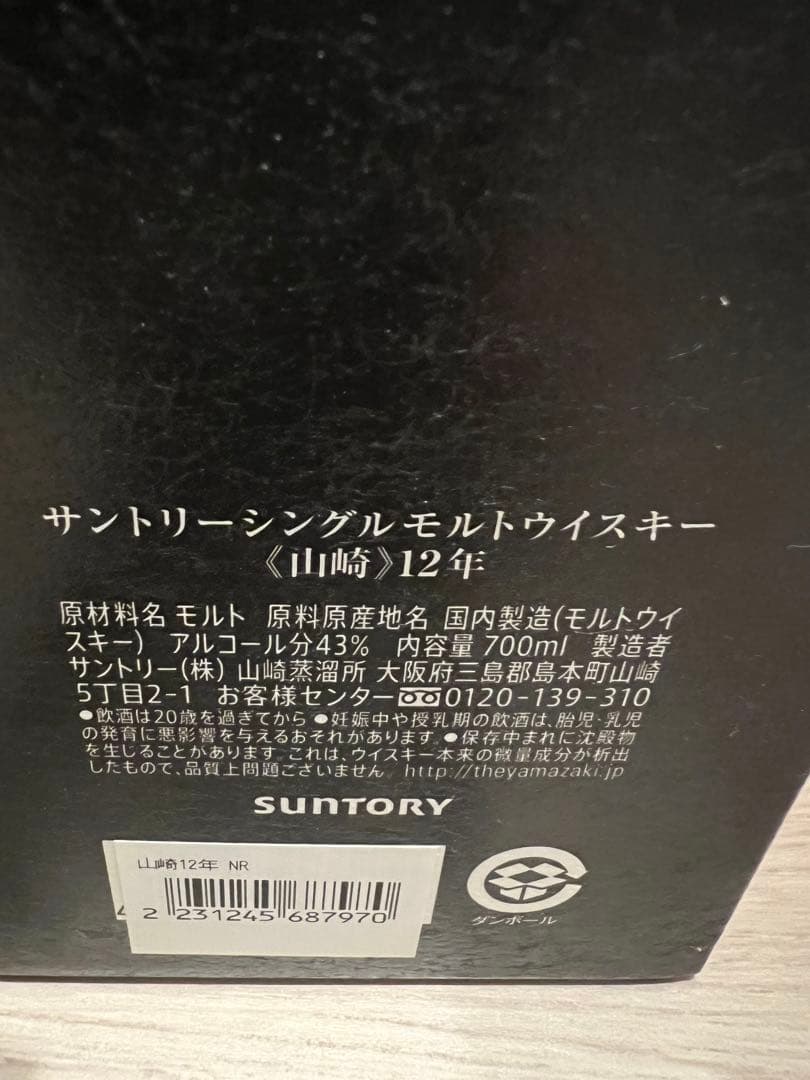 サントリーシングルモルトウイスキー
《山崎》12年
原材料名 モルト 原料原産地名 国内製造(モルトウイ
スキー) アルコール分43% 内容量 700ml 製造者
サントリー(株) 山崎蒸溜所 大阪府三島郡島本町山崎
5丁目2-1 お客様センター 0120-139-310
●飲酒は20歳を過ぎてから ●妊娠中や授乳期の飲酒は、胎児・乳児
の発育に悪影響を与えるおそれがあります。●保存中まれに沈殿物
を生じることがあります。これは、ウイスキー本来の微量成分が析出
したもので、品質上問題ございません。 http://theyamazaki.jp
SUNTORY
山崎12年 NR
2 231245 687970
ダンボール